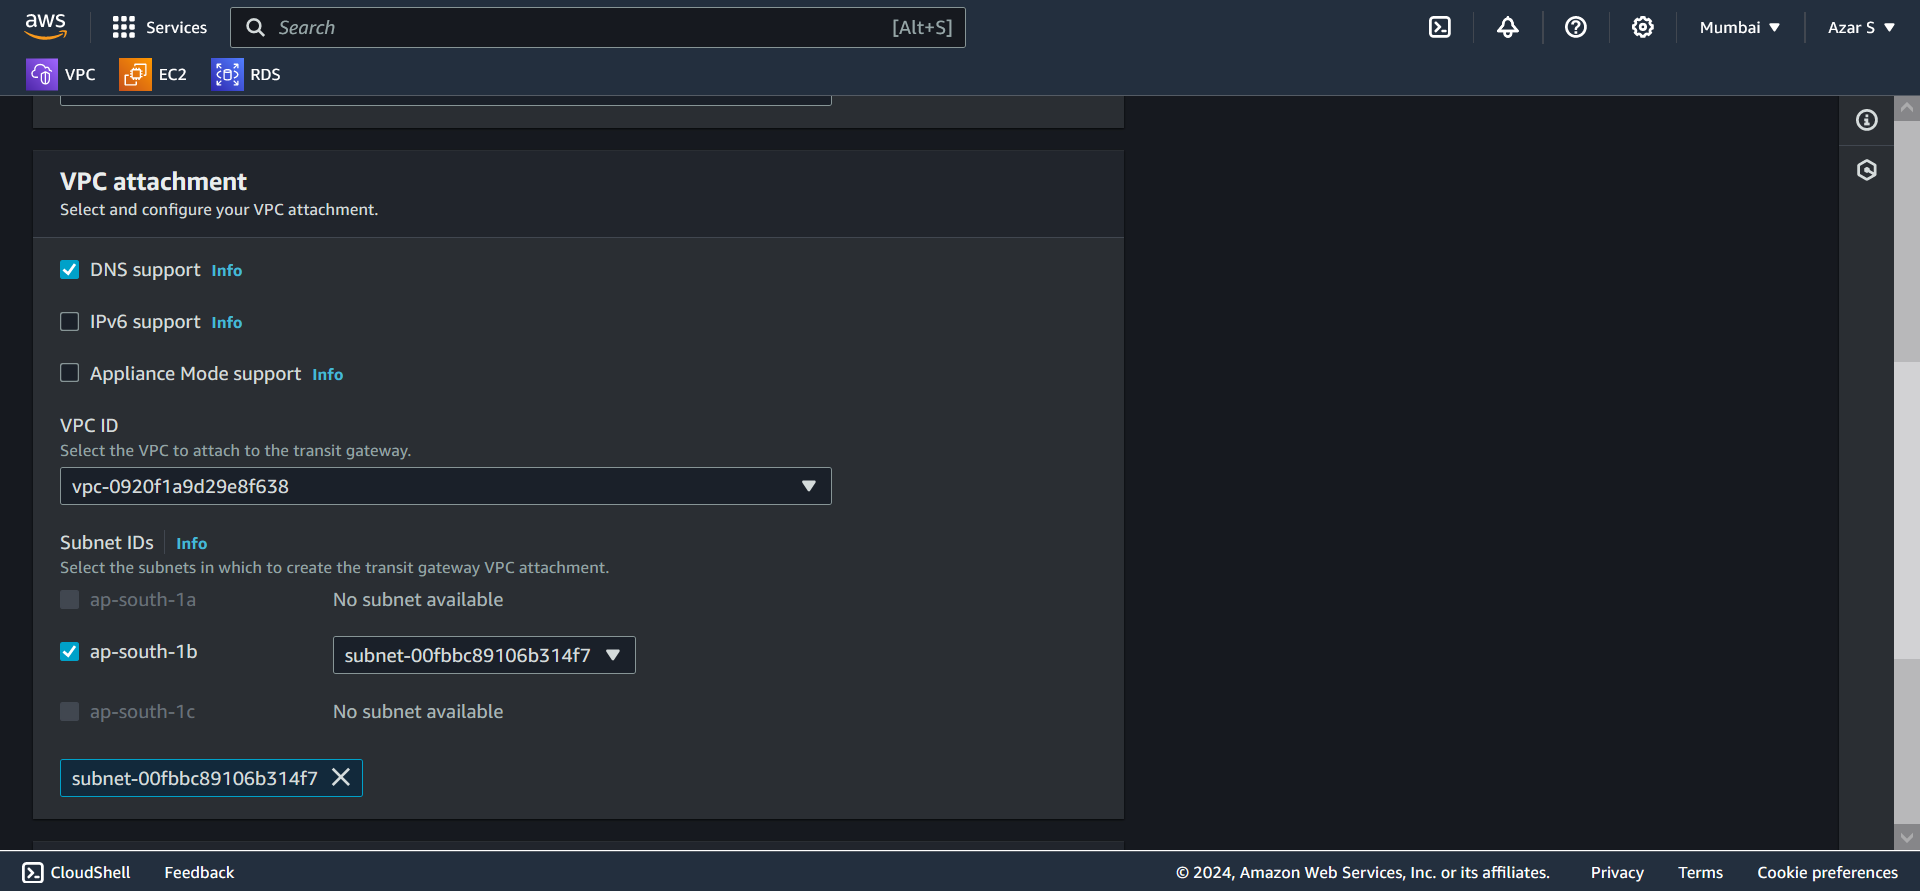 aws
Services
Search
[Alt+S]
Mumbai
Azar S
VPC
EC2
RDS
VPC attachment
Select and configure your VPC attachment.
DNS support Info
IPv6 support Info
Appliance Mode support Info
VPC ID
Select the VPC to attach to the transit gateway.
vpc-0920f1a9d29e8f638
Subnet IDs Info
Select the subnets in which to create the transit gateway VPC attachment.
ap-south-1a No subnet available
ap-south-1b subnet-00fbbc89106b314f7
ap-south-1c No subnet available
subnet-00fbbc89106b314f7
CloudShell Feedback © 2024, Amazon Web Services, Inc. or its affiliates. Privacy Terms Cookie preferences